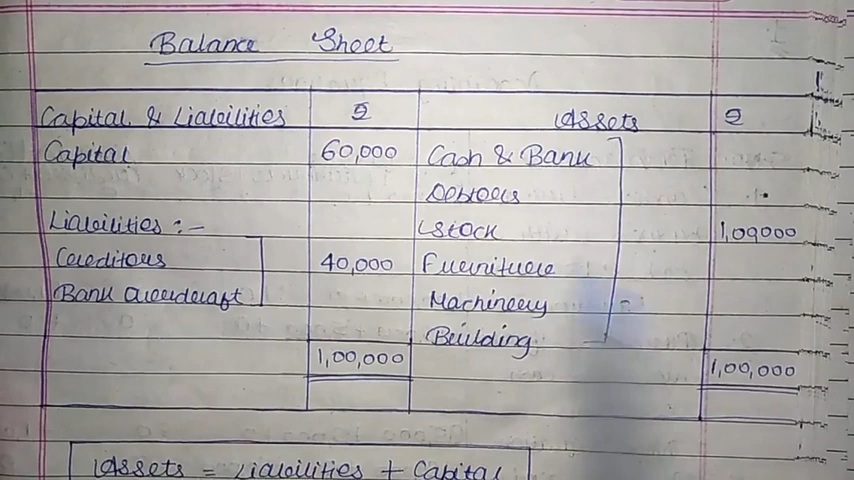 Balance Sheet
Capital & Liabilities ₹ Assets ₹
Capital 60,000 Cash & Bank
Debtors
Liabilities :- Stock 1,00000
Creditors 40,000 Furniture
Bank Overdraft Machinery
Building
1,00,000 1,00,000
Assets = Liabilities + Capital